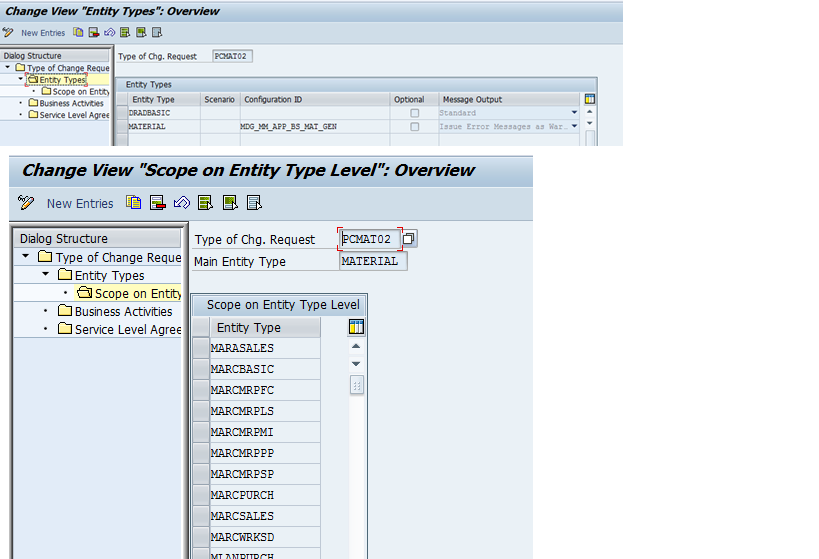 Change View "Entity Types": Overview
New Entries
Dialog Structure
Type of Change Reque
Entity Types
Scope on Entity
Business Activities
Service Level Agree
Type of Chg. Request PCMAT02
Entity Types
Entity Type Scenario Configuration ID Optional Message Output
DRADBASIC Standard
MATERIAL MDG_MM_APP_BS_MAT_GEN Issue Error Messages as War..
Change View "Scope on Entity Type Level": Overview
New Entries
Dialog Structure
Type of Change Reque
Entity Types
Scope on Entity
Business Activities
Service Level Agree
Type of Chg. Request PCMAT02
Main Entity Type MATERIAL
Scope on Entity Type Level
Entity Type
MARASALES
MARCBASIC
MARCMRPFC
MARCMRPLS
MARCMRPMI
MARCMRPPP
MARCMRPSP
MARCPURCH
MARCSALES
MARCWRKSD
MLANPURCH